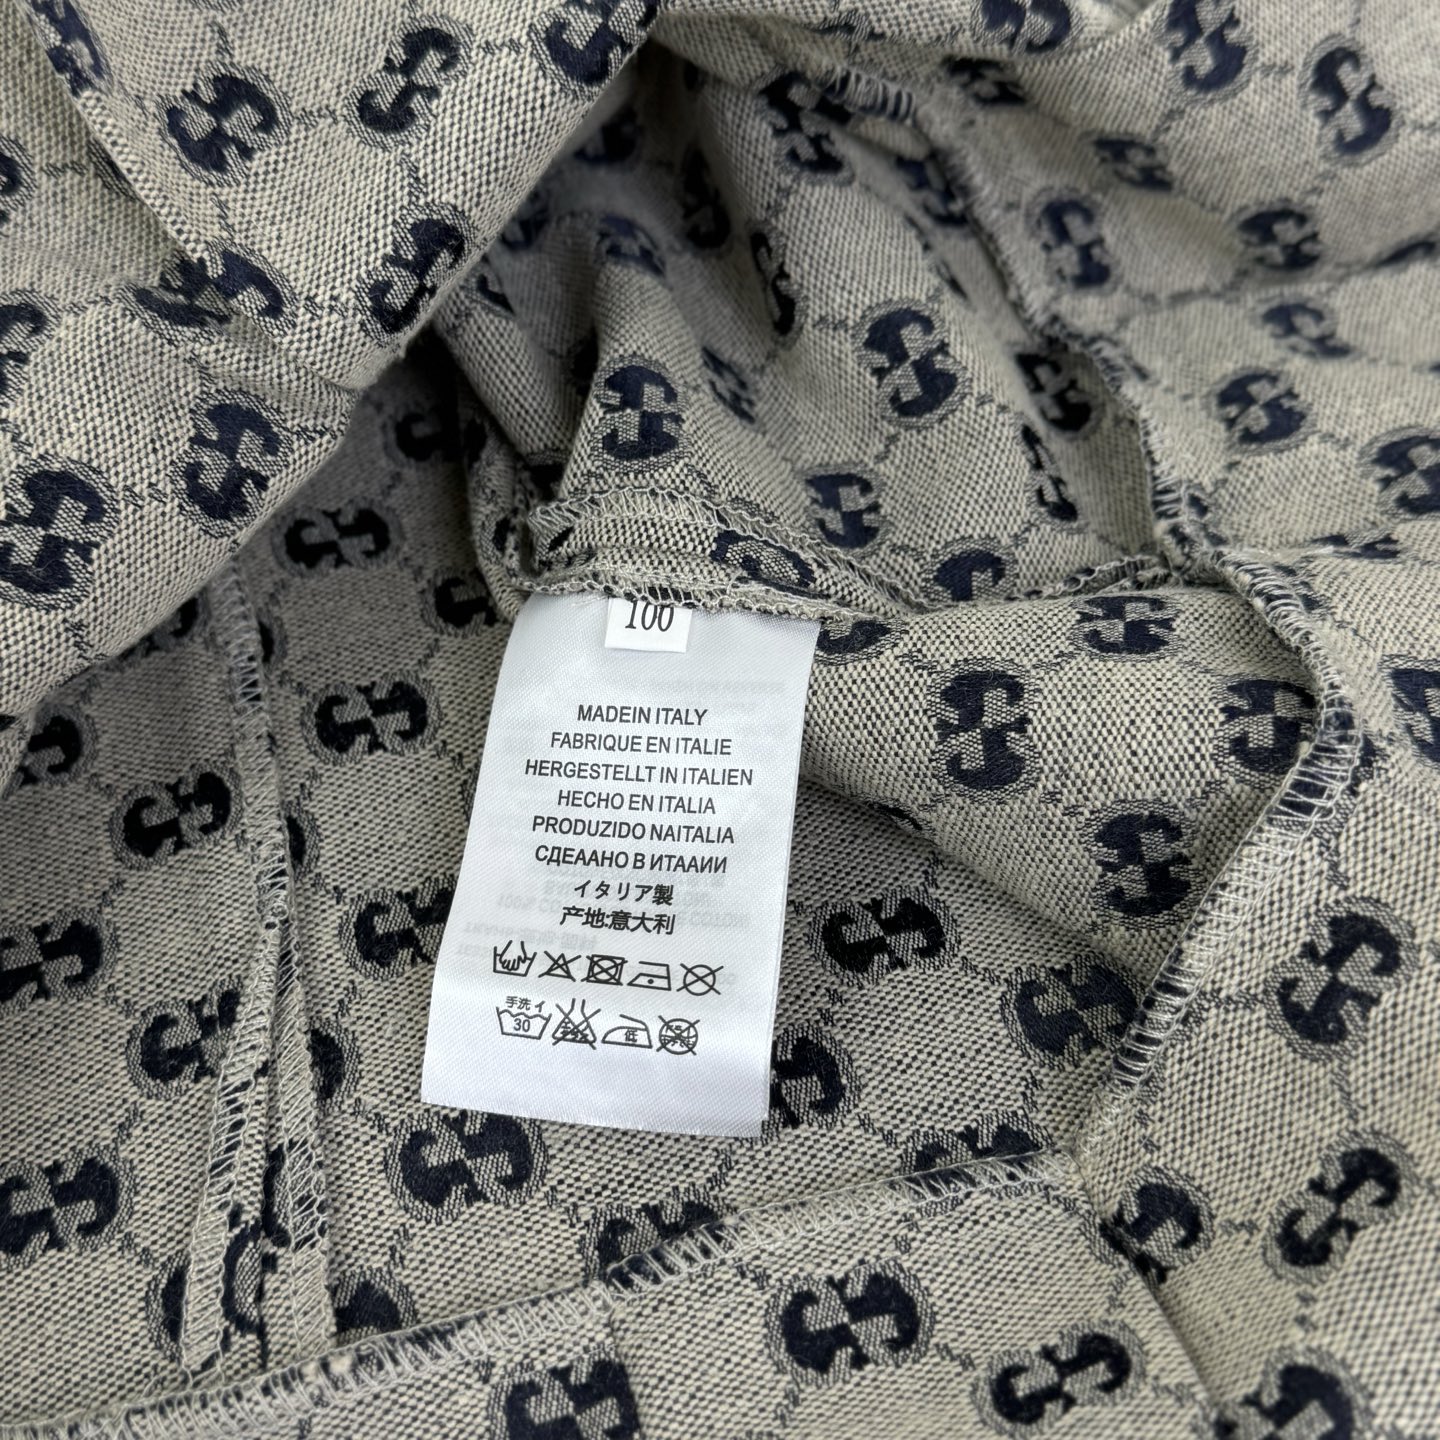 100
MADEIN ITALY
FABRIQUE EN ITALIE
HERGESTELLT IN ITALIEN
HECHO EN ITALIA
PRODUZIDO NAITALIA
СДЕААНО В ИТААИИ
イタリア製
产地:意大利
手洗イ
30
低